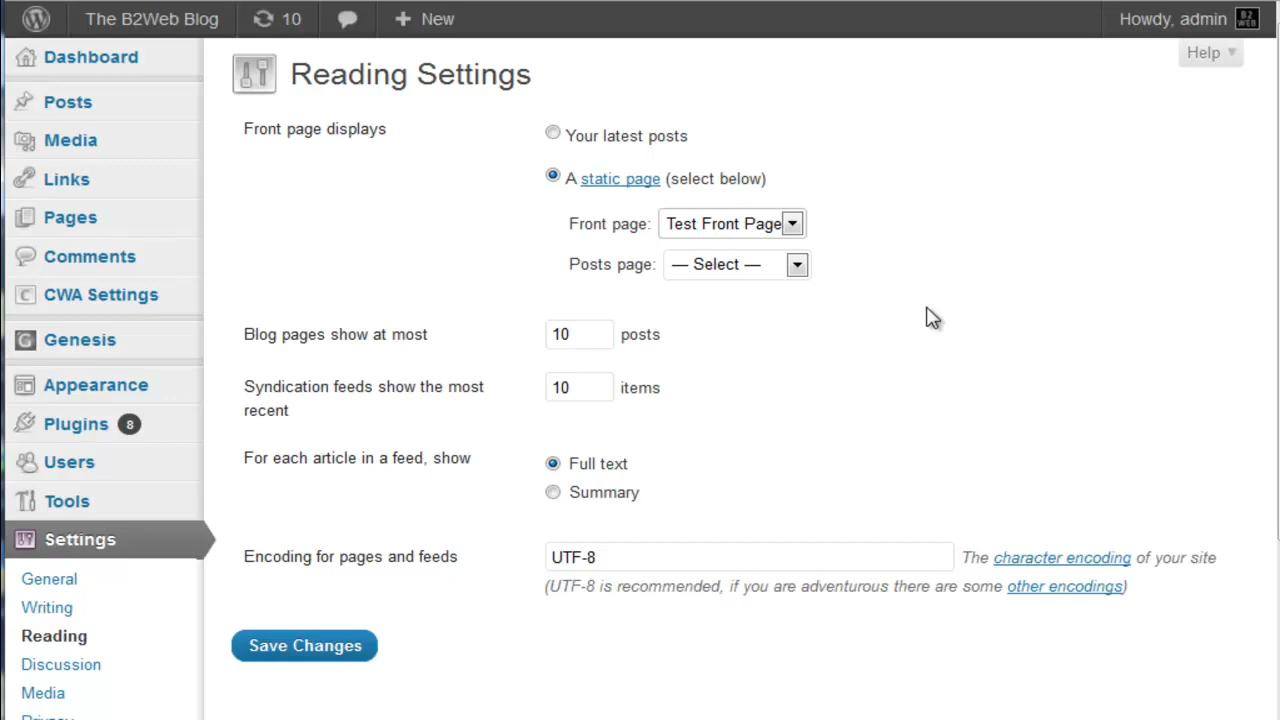 The B2Web Blog 10 New Howdy, admin B2 WEB
Help
Dashboard
Posts
Media
Links
Pages
Comments
CWA Settings
Genesis
Appearance
Plugins 8
Users
Tools
Settings
General
Writing
Reading
Discussion
Media
Privacy
Reading Settings
Front page displays
Your latest posts
A static page (select below)
Front page: Test Front Page
Posts page: — Select —
Blog pages show at most 10 posts
Syndication feeds show the most
recent
10 items
For each article in a feed, show
Full text
Summary
Encoding for pages and feeds UTF-8 The character encoding of your site
(UTF-8 is recommended, if you are adventurous there are some other encodings)
Save Changes